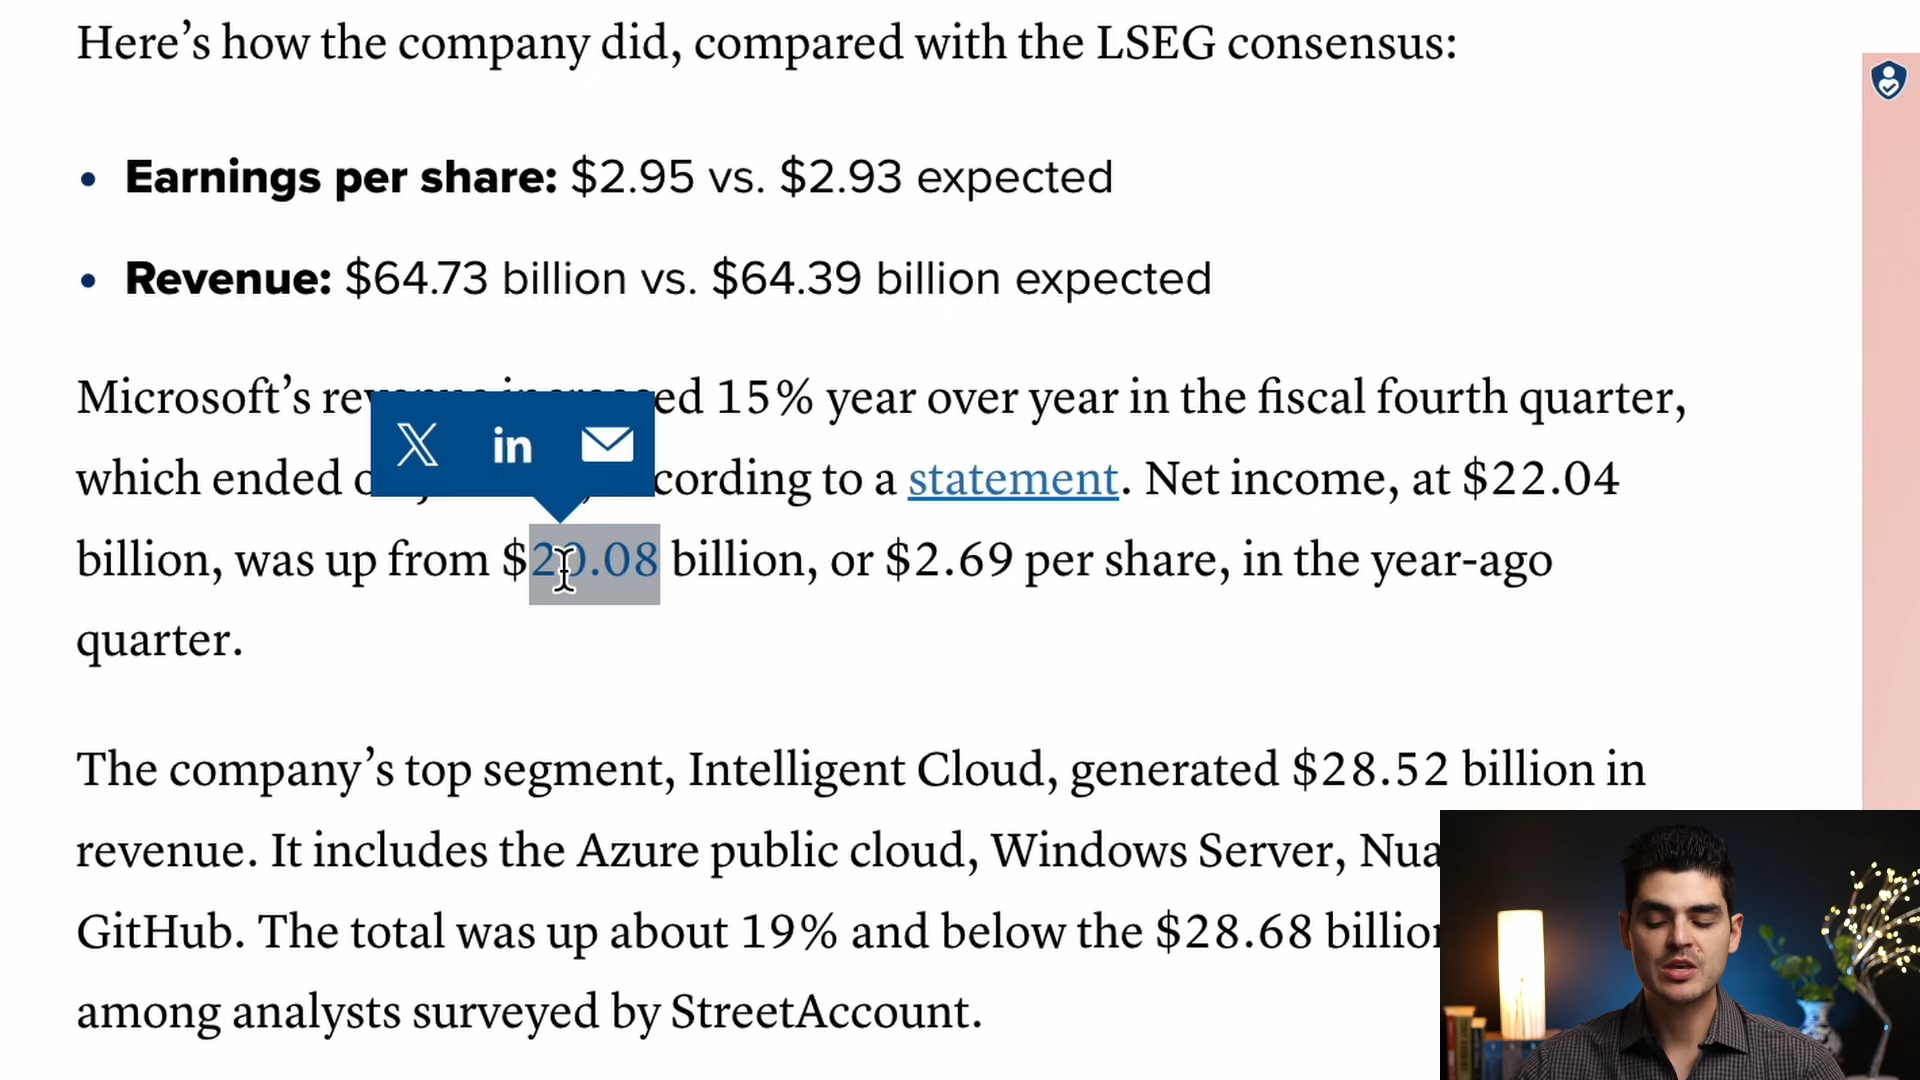 Here’s how the company did, compared with the LSEG consensus:
• Earnings per share: $2.95 vs. $2.93 expected
• Revenue: $64.73 billion vs. $64.39 billion expected
Microsoft’s ed 15% year over year in the fiscal fourth quarter,
which ended according to a statement. Net income, at $22.04
billion, was up from $20.08 billion, or $2.69 per share, in the year-ago
quarter.
The company’s top segment, Intelligent Cloud, generated $28.52 billion in
revenue. It includes the Azure public cloud, Windows Server, Nua
GitHub. The total was up about 19% and below the $28.68 billion
among analysts surveyed by StreetAccount.